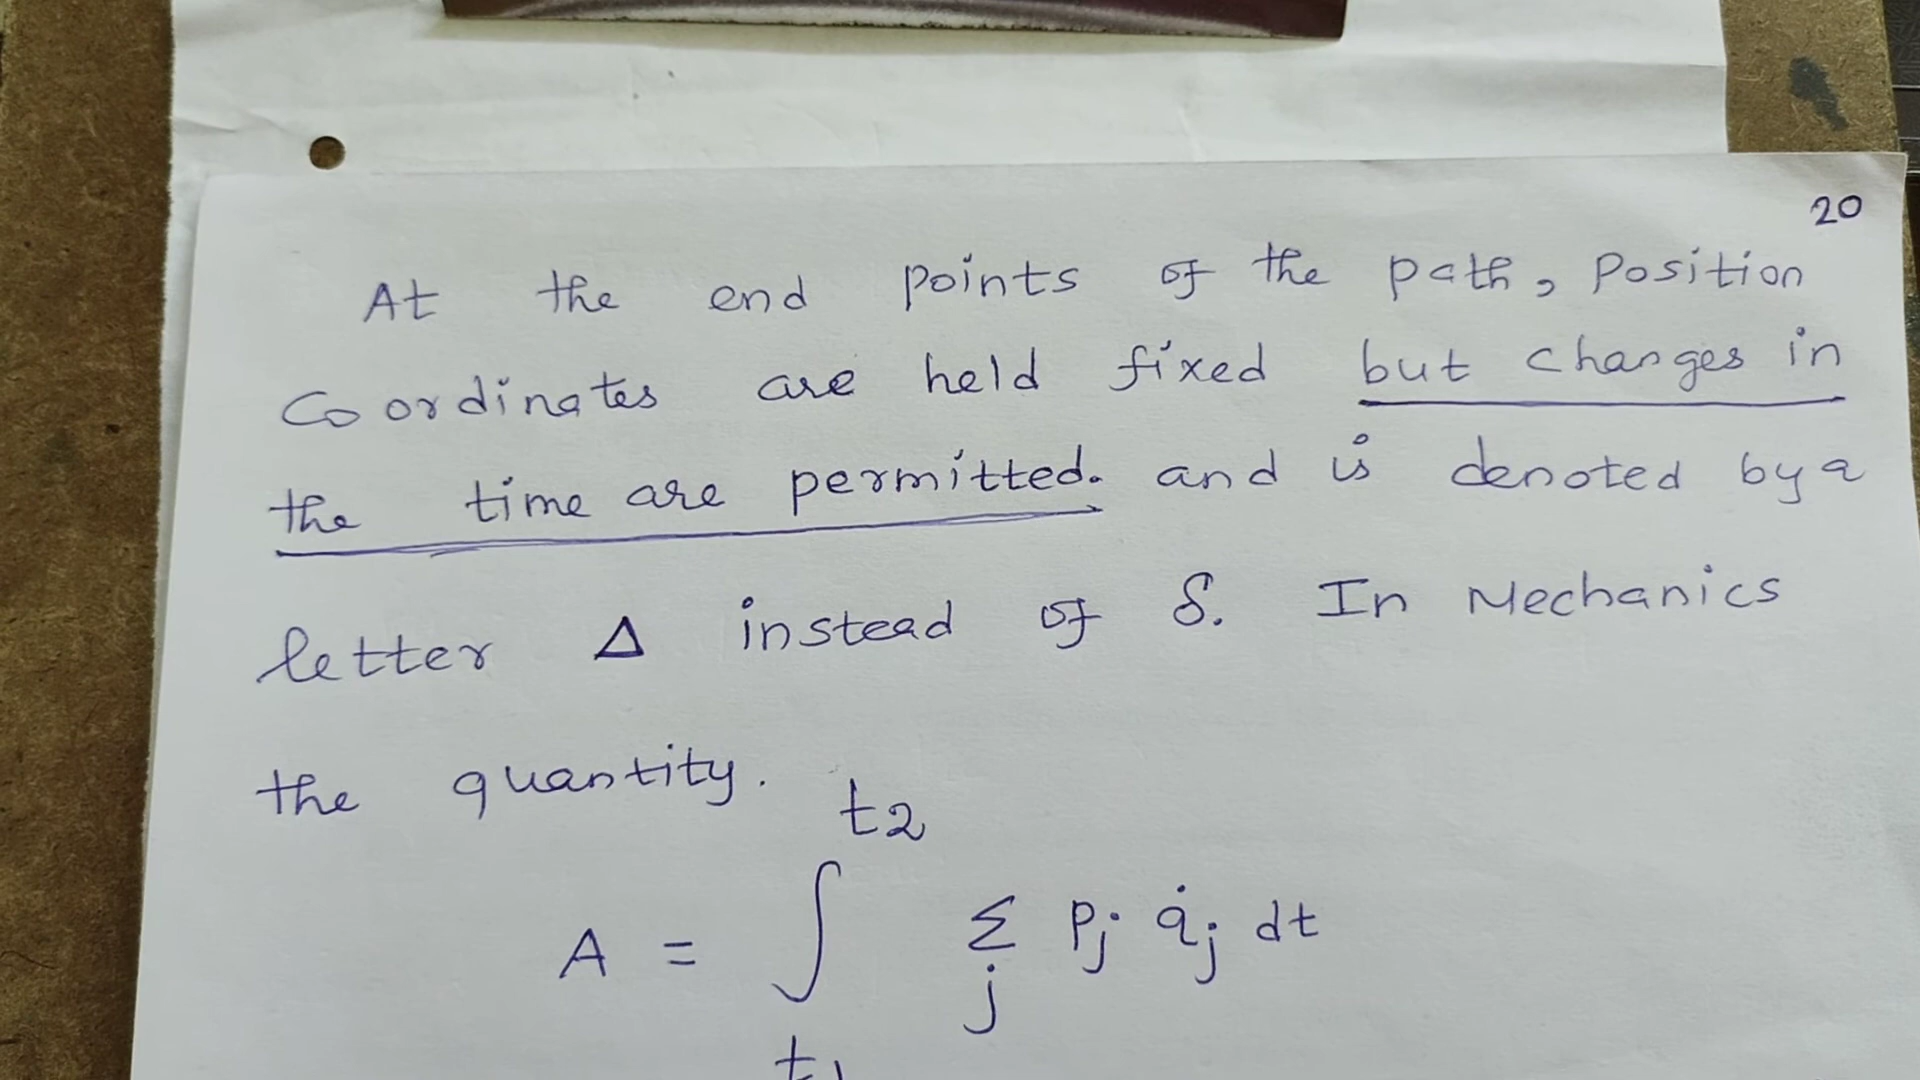 20
At the end points of the path, Position
Coordinates are held fixed but changes in
the time are permitted. and is denoted by a
letter Δ instead of δ. In Mechanics
the quantity.
t2
A = ∫ Σ pj q̇j dt
j
t1